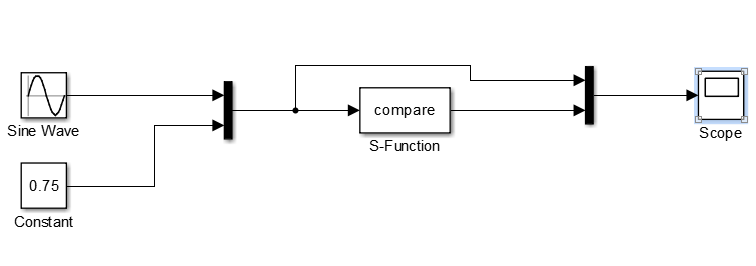 Sine Wave
0.75
Constant
compare
S-Function
Scope